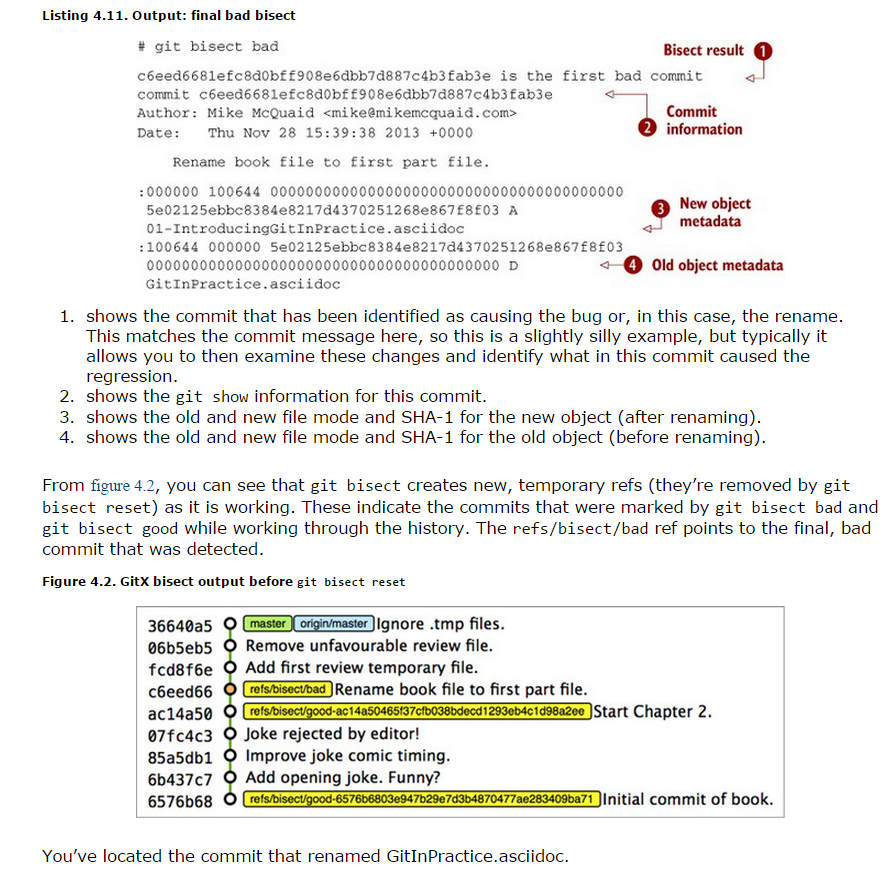 Listing 4.11. Output: final bad bisect
# git bisect bad
Bisect result 1
c6eed6681efc8d0bff908e6dbb7d887c4b3fab3e is the first bad commit
commit c6eed6681efc8d0bff908e6dbb7d887c4b3fab3e
Author: Mike McQuaid <mike@mikemcquaid.com>
Date: Thu Nov 28 15:39:38 2013 +0000
2 Commit information
Rename book file to first part file.
:000000 100644 0000000000000000000000000000000000000000
5e02125ebbc8384e8217d4370251268e867f8f03 A
01-IntroducingGitInPractice.asciidoc
3 New object metadata
:100644 000000 5e02125ebbc8384e8217d4370251268e867f8f03
0000000000000000000000000000000000000000 D
4 Old object metadata
GitInPractice.asciidoc
1. shows the commit that has been identified as causing the bug or, in this case, the rename.
This matches the commit message here, so this is a slightly silly example, but typically it
allows you to then examine these changes and identify what in this commit caused the
regression.
2. shows the git show information for this commit.
3. shows the old and new file mode and SHA-1 for the new object (after renaming).
4. shows the old and new file mode and SHA-1 for the old object (before renaming).
From figure 4.2, you can see that git bisect creates new, temporary refs (they're removed by git
bisect reset) as it is working. These indicate the commits that were marked by git bisect bad and
git bisect good while working through the history. The refs/bisect/bad ref points to the final, bad
commit that was detected.
Figure 4.2. GitX bisect output before git bisect reset
36640a5 master origin/master Ignore .tmp files.
06b5eb5 Remove unfavourable review file.
fcd8f6e Add first review temporary file.
c6eed66 refs/bisect/bad Rename book file to first part file.
ac14a50 refs/bisect/good-ac14a50465f37cfb038bdecd1293eb4c1d98a2ee Start Chapter 2.
07fc4c3 Joke rejected by editor!
85a5db1 Improve joke comic timing.
6b437c7 Add opening joke. Funny?
6576b68 refs/bisect/good-6576b6803e947b29e7d3b4870477ae283409ba71 Initial commit of book.
You've located the commit that renamed GitInPractice.asciidoc.